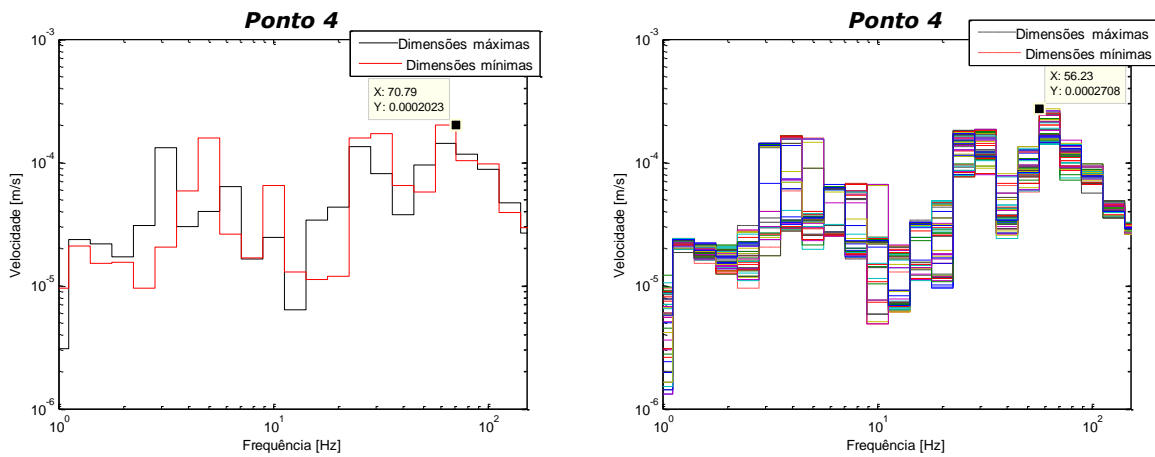 Ponto 4
10^-3
10^-4
10^-5
10^-6
10^0
10^1
10^2
Velocidade [m/s]
Frequência [Hz]
Dimensões máximas
Dimensões mínimas
X: 70.79
Y: 0.0002023
Ponto 4
10^-3
10^-4
10^-5
10^-6
10^0
10^1
10^2
Velocidade [m/s]
Frequência [Hz]
Dimensões máximas
Dimensões mínimas
X: 56.23
Y: 0.0002708